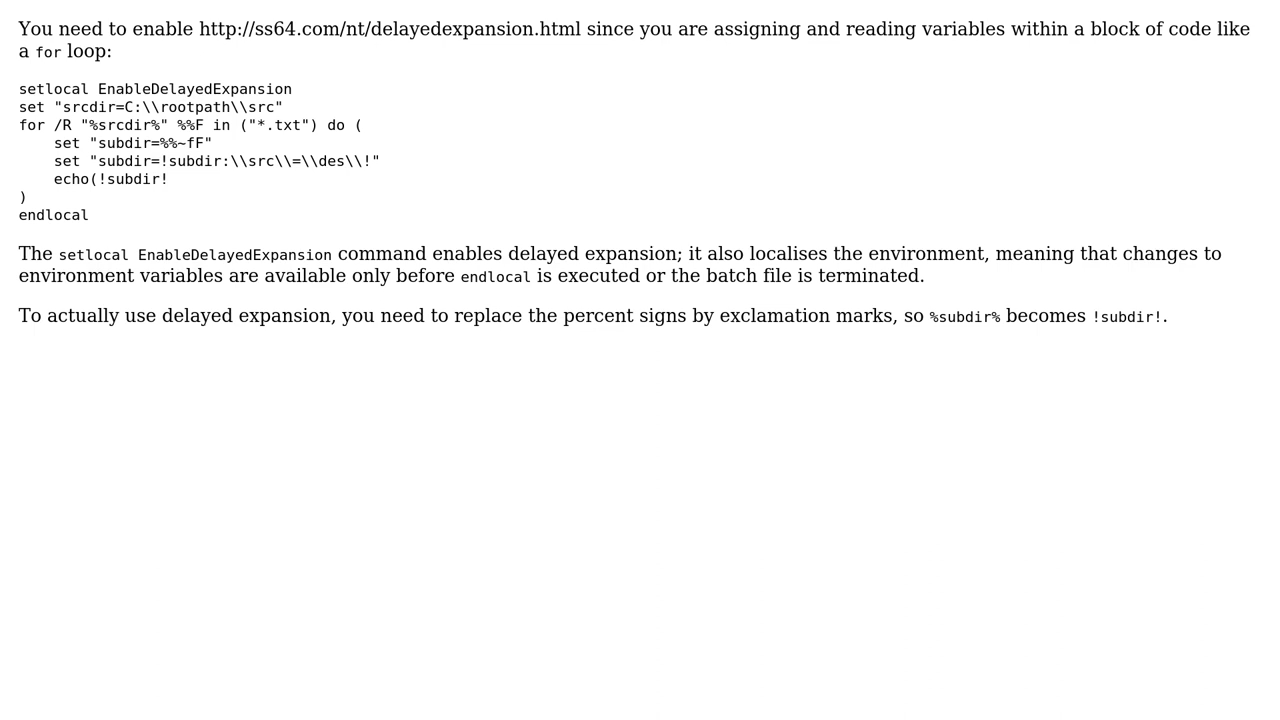 You need to enable http://ss64.com/nt/delayedexpansion.html since you are assigning and reading variables within a block of code like
a for loop:
setlocal EnableDelayedExpansion
set "srcdir=C:\\rootpath\\src"
for /R "%srcdir%" %%F in ("*.txt") do (
    set "subdir=%%~fF"
    set "subdir=!subdir:\\src\\=\\des\\!"
    echo(!subdir!
)
endlocal
The setlocal EnableDelayedExpansion command enables delayed expansion; it also localises the environment, meaning that changes to
environment variables are available only before endlocal is executed or the batch file is terminated.
To actually use delayed expansion, you need to replace the percent signs by exclamation marks, so %subdir% becomes !subdir!.